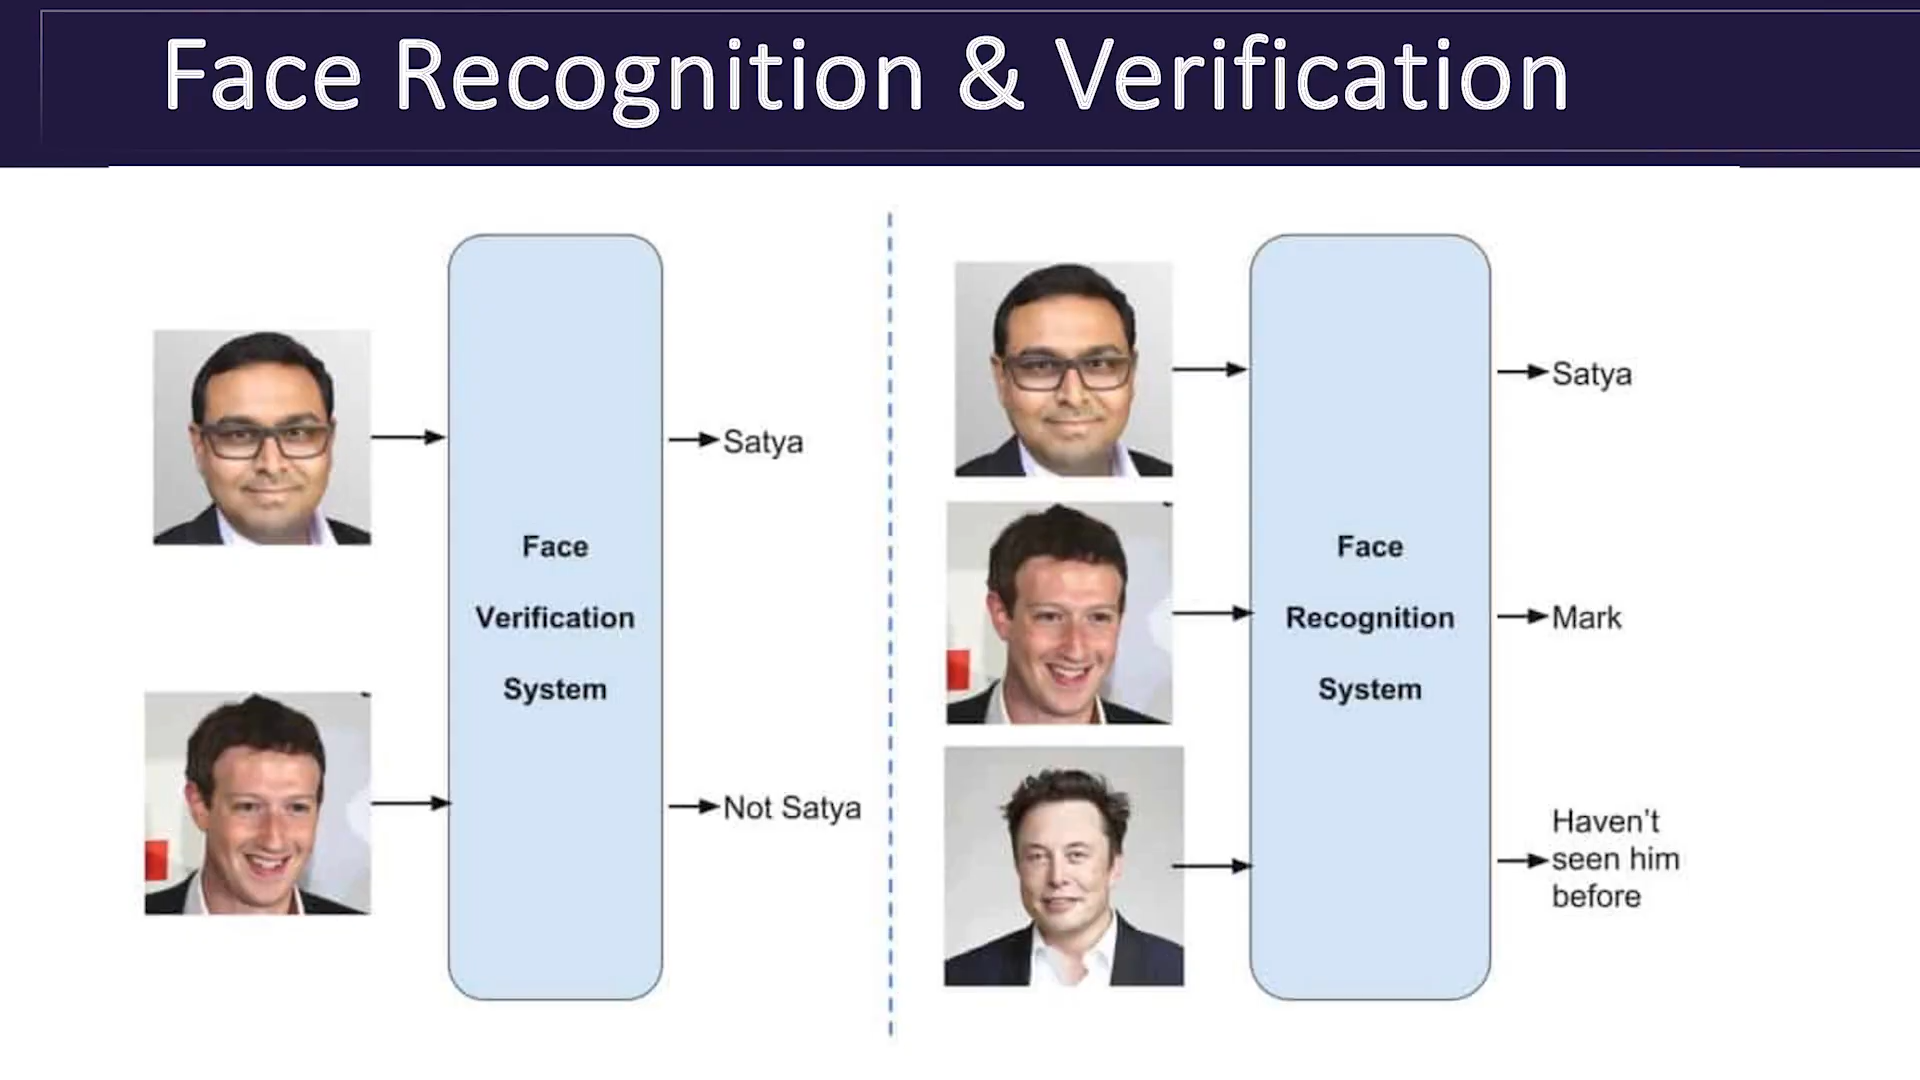 Face Recognition & Verification
Face
Verification
System
Satya
Not Satya
Face
Recognition
System
Satya
Mark
Haven't
seen him
before